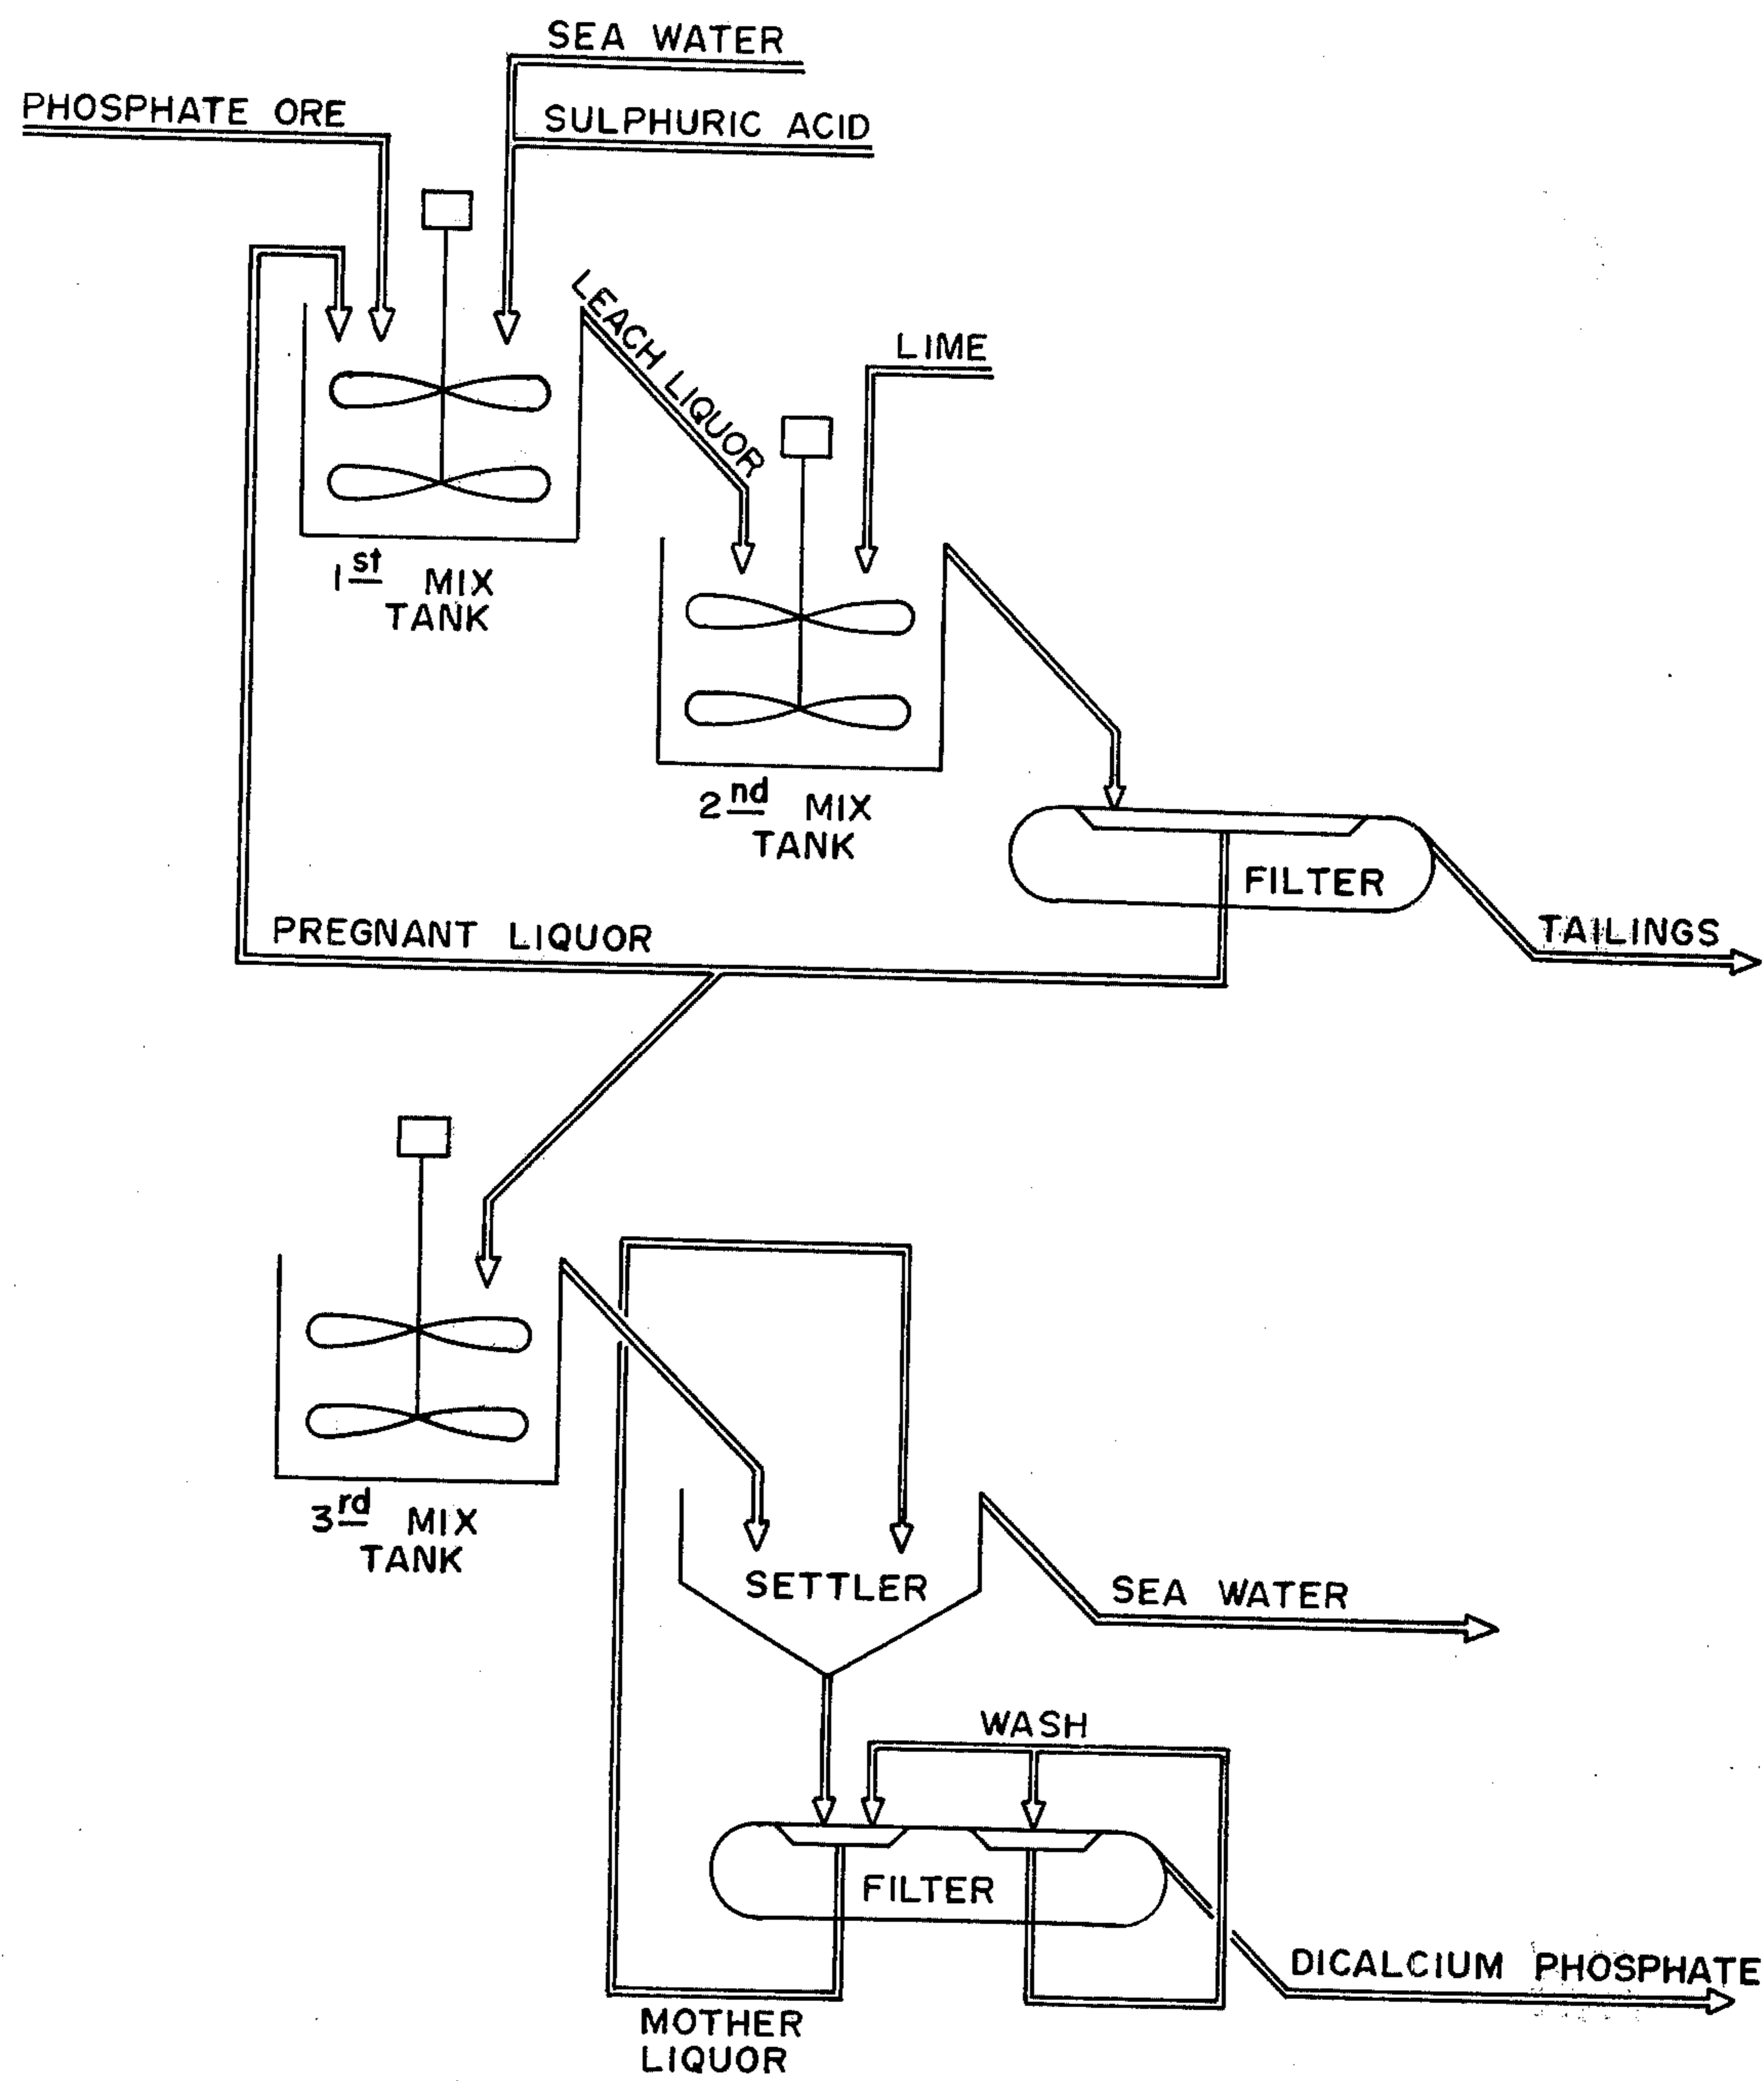 SEA WATER
PHOSPHATE ORE
SULPHURIC ACID
LEACH LIQUOR
LIME
1st MIX
TANK
2nd MIX
TANK
FILTER
PREGNANT LIQUOR
TAILINGS
3rd MIX
TANK
SETTLER
SEA WATER
WASH
FILTER
DICALCIUM PHOSPHATE
MOTHER
LIQUOR